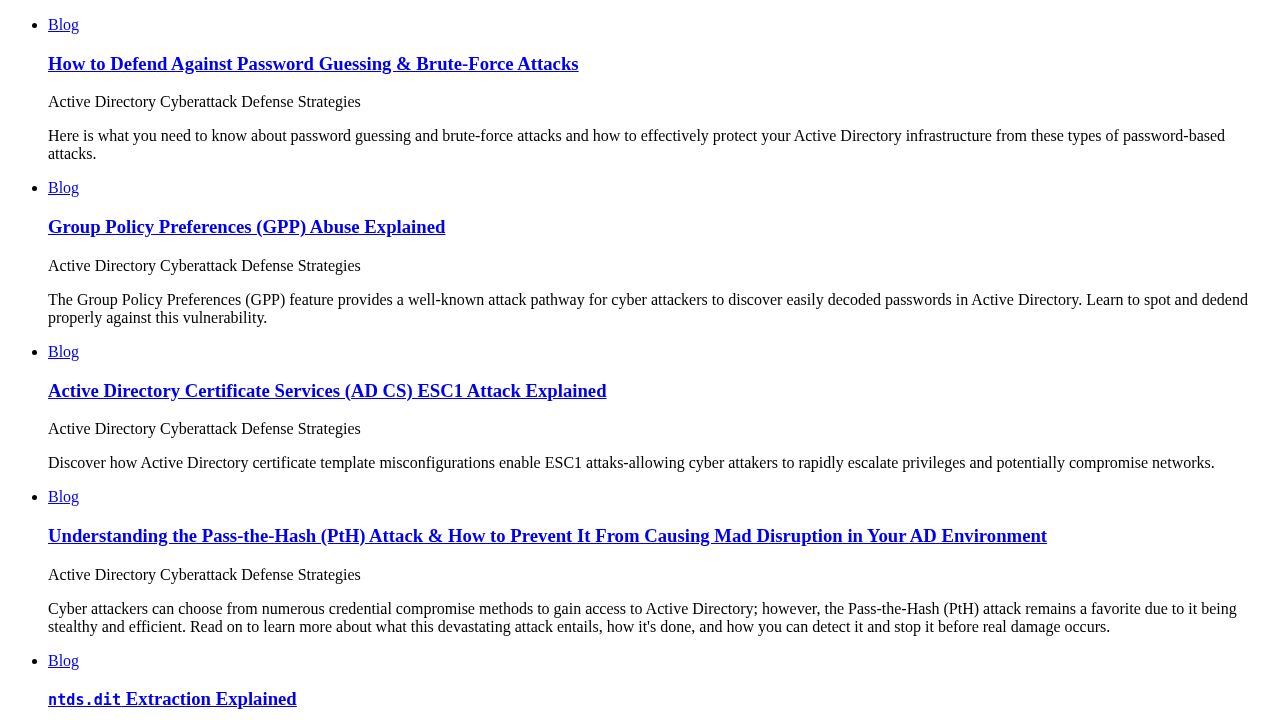 Blog
How to Defend Against Password Guessing & Brute-Force Attacks
Active Directory Cyberattack Defense Strategies
Here is what you need to know about password guessing and brute-force attacks and how to effectively protect your Active Directory infrastructure from these types of password-based
attacks.
Blog
Group Policy Preferences (GPP) Abuse Explained
Active Directory Cyberattack Defense Strategies
The Group Policy Preferences (GPP) feature provides a well-known attack pathway for cyber attackers to discover easily decoded passwords in Active Directory. Learn to spot and dedend
properly against this vulnerability.
Blog
Active Directory Certificate Services (AD CS) ESC1 Attack Explained
Active Directory Cyberattack Defense Strategies
Discover how Active Directory certificate template misconfigurations enable ESC1 attaks-allowing cyber attakers to rapidly escalate privileges and potentially compromise networks.
Blog
Understanding the Pass-the-Hash (PtH) Attack & How to Prevent It From Causing Mad Disruption in Your AD Environment
Active Directory Cyberattack Defense Strategies
Cyber attackers can choose from numerous credential compromise methods to gain access to Active Directory; however, the Pass-the-Hash (PtH) attack remains a favorite due to it being
stealthy and efficient. Read on to learn more about what this devastating attack entails, how it's done, and how you can detect it and stop it before real damage occurs.
Blog
ntds.dit Extraction Explained